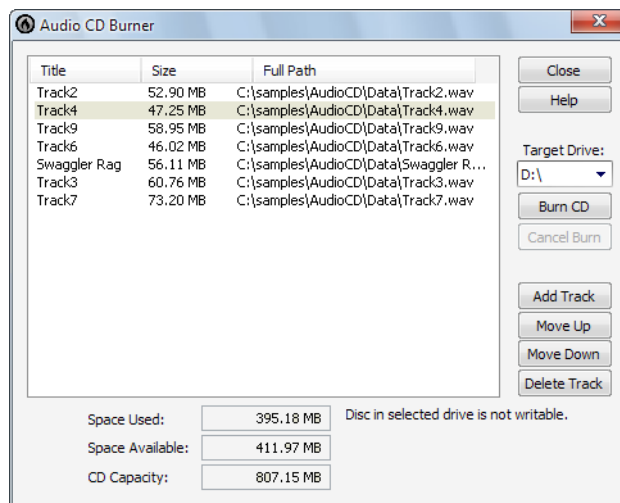 Audio CD Burner
Title Size Full Path
Track2 52.90 MB C:\samples\AudioCD\Data\Track2.wav
Track4 47.25 MB C:\samples\AudioCD\Data\Track4.wav
Track9 58.95 MB C:\samples\AudioCD\Data\Track9.wav
Track6 46.02 MB C:\samples\AudioCD\Data\Track6.wav
Swaggler Rag 56.11 MB C:\samples\AudioCD\Data\Swaggler R...
Track3 60.76 MB C:\samples\AudioCD\Data\Track3.wav
Track7 73.20 MB C:\samples\AudioCD\Data\Track7.wav
Close
Help
Target Drive:
D:\
Burn CD
Cancel Burn
Add Track
Move Up
Move Down
Delete Track
Space Used: 395.18 MB Disc in selected drive is not writable.
Space Available: 411.97 MB
CD Capacity: 807.15 MB